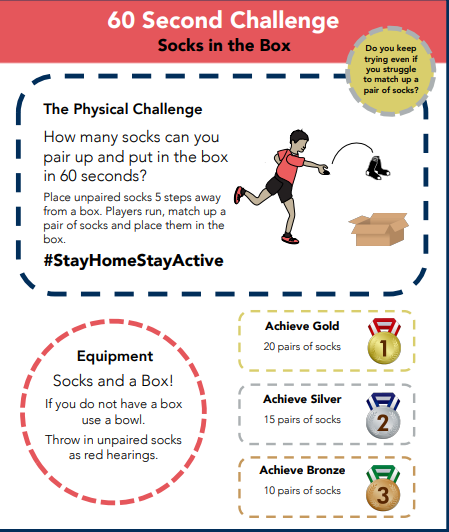 60 Second Challenge
Socks in the Box
Do you keep
trying even if
you struggle
to match up a
pair of socks?
The Physical Challenge
How many socks can you
pair up and put in the box
in 60 seconds?
Place unpaired socks 5 steps away
from a box. Players run, match up a
pair of socks and place them in the
box.
#StayHomeStayActive
Equipment
Socks and a Box!
If you do not have a box
use a bowl.
Throw in unpaired socks
as red hearings.
Achieve Gold
20 pairs of socks
1
Achieve Silver
15 pairs of socks
2
Achieve Bronze
10 pairs of socks
3